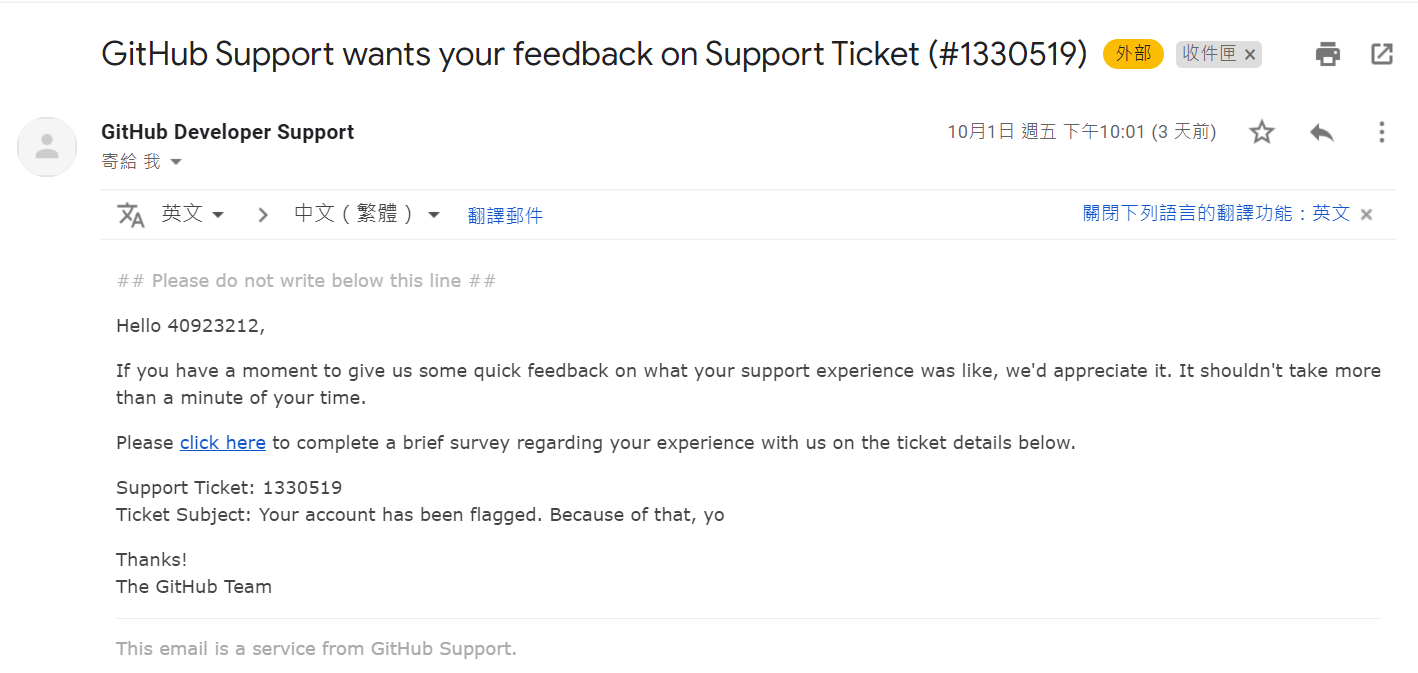 GitHub Support wants your feedback on Support Ticket (#1330519) 外部 收件匣 ×
GitHub Developer Support 10月1日 週五 下午10:01 (3 天前)
寄給 我
英文 > 中文 ( 繁體 ) 翻譯郵件 關閉下列語言的翻譯功能：英文 ×
## Please do not write below this line ##
Hello 40923212,
If you have a moment to give us some quick feedback on what your support experience was like, we'd appreciate it. It shouldn't take more
than a minute of your time.
Please click here to complete a brief survey regarding your experience with us on the ticket details below.
Support Ticket: 1330519
Ticket Subject: Your account has been flagged. Because of that, yo
Thanks!
The GitHub Team
This email is a service from GitHub Support.